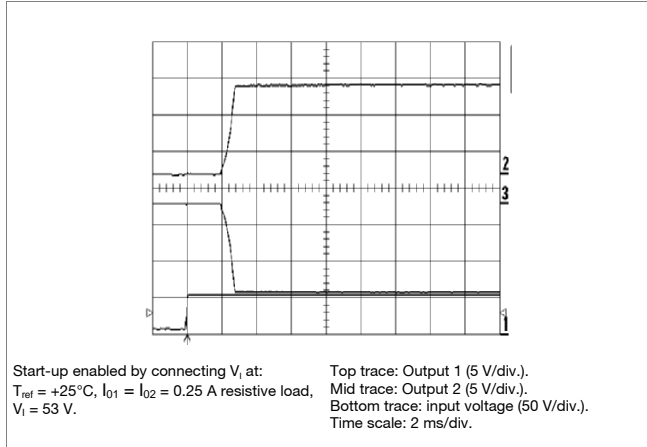 2
3
1
Start-up enabled by connecting Vᵢ at:
T_ref = +25°C, I₀₁ = I₀₂ = 0.25 A resistive load,
Vᵢ = 53 V.
Top trace: Output 1 (5 V/div.).
Mid trace: Output 2 (5 V/div.).
Bottom trace: input voltage (50 V/div.).
Time scale: 2 ms/div.